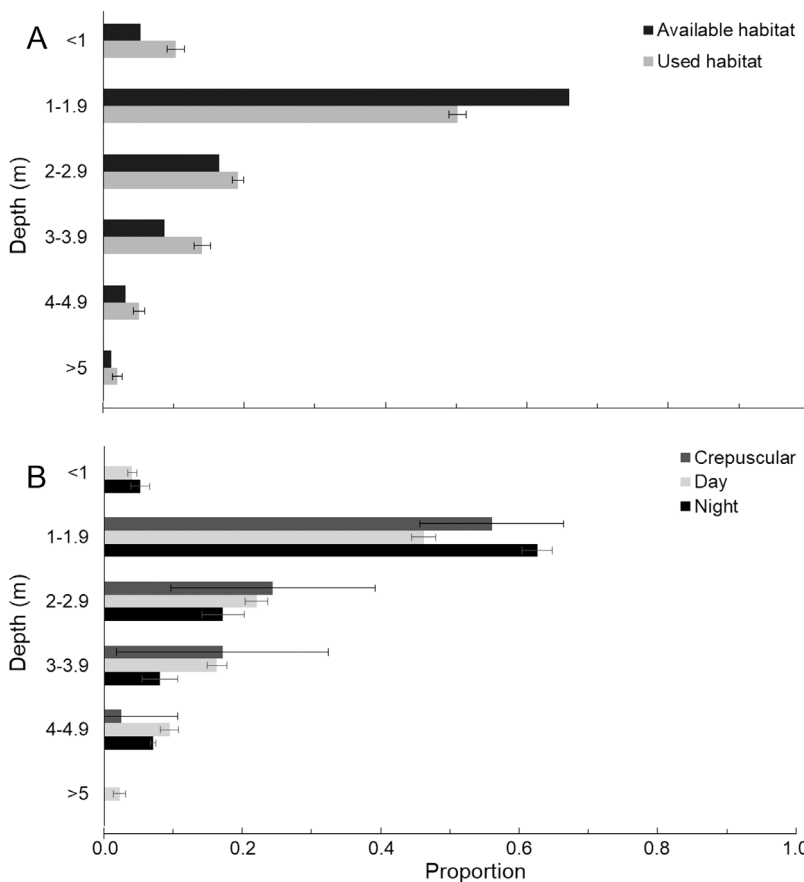 A
Available habitat
Used habitat
<1
1-1.9
2-2.9
3-3.9
4-4.9
>5
Depth (m)
B
Crepuscular
Day
Night
<1
1-1.9
2-2.9
3-3.9
4-4.9
>5
Depth (m)
0.0 0.2 0.4 0.6 0.8 1.0
Proportion